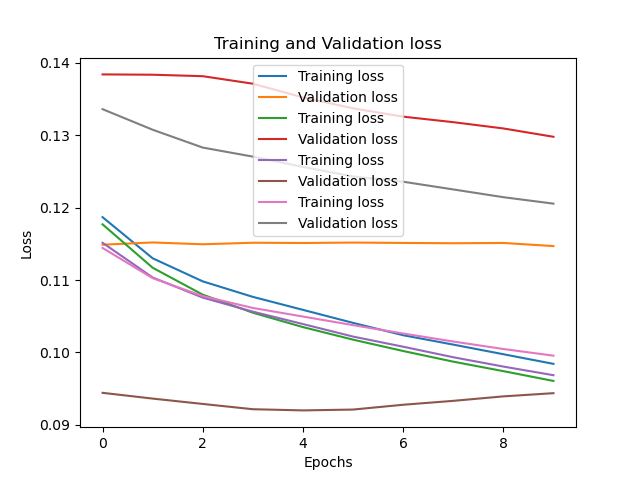 Training and Validation loss
0.14
0.13
0.12
0.11
0.10
0.09
Loss
Training loss
Validation loss
Training loss
Validation loss
Training loss
Validation loss
Training loss
Validation loss
0 2 4 6 8
Epochs